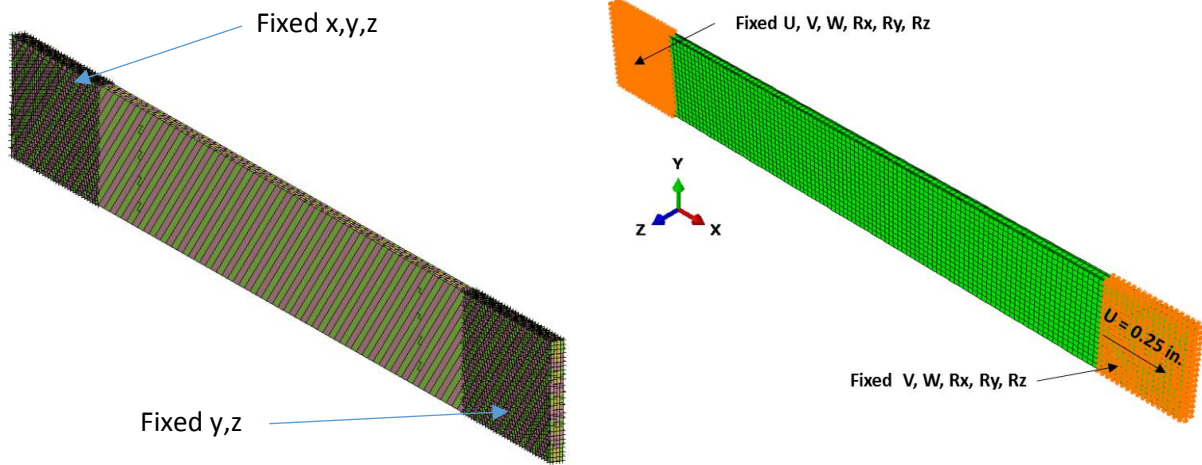 Fixed x,y,z
Fixed y,z
Fixed U, V, W, Rx, Ry, Rz
Y
Z
X
U = 0.25 in.
Fixed V, W, Rx, Ry, Rz